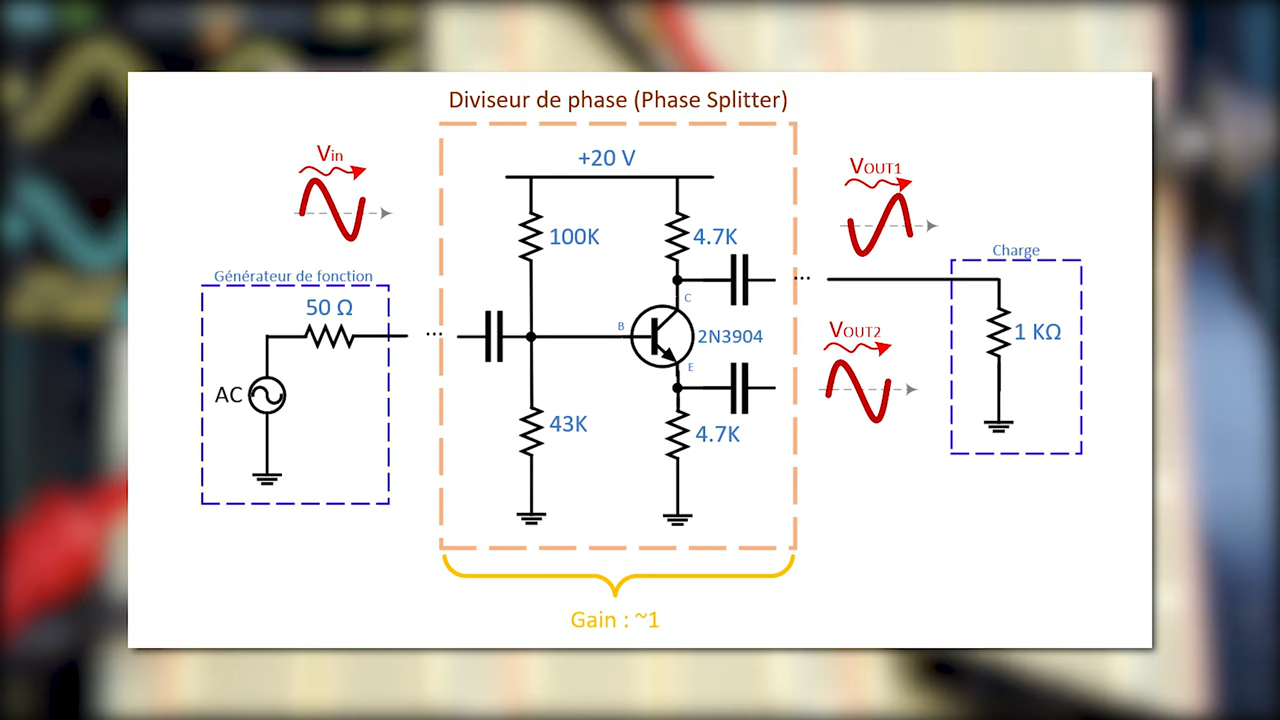 Diviseur de phase (Phase Splitter)
Vin
+20 V
VOUT1
100K
4.7K
Charge
Générateur de fonction
50 Ω
...
...
C
B
2N3904
E
VOUT2
1 KΩ
AC
43K
4.7K
Gain : ~1